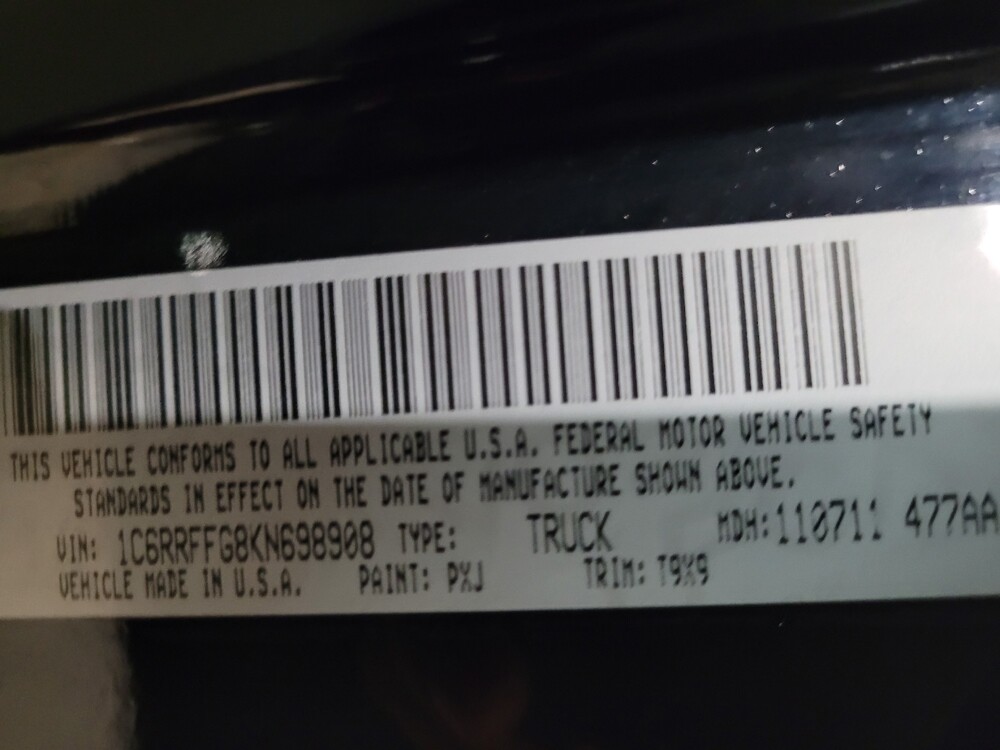 THIS VEHICLE CONFORMS TO ALL APPLICABLE U.S.A. FEDERAL MOTOR VEHICLE SAFETY
STANDARDS IN EFFECT ON THE DATE OF MANUFACTURE SHOWN ABOVE.
VIN: 1C6RRFFG8KN698908 TYPE: TRUCK MDH: 110711 477AA
VEHICLE MADE IN U.S.A. PAINT: PXJ TRIM: T9X9